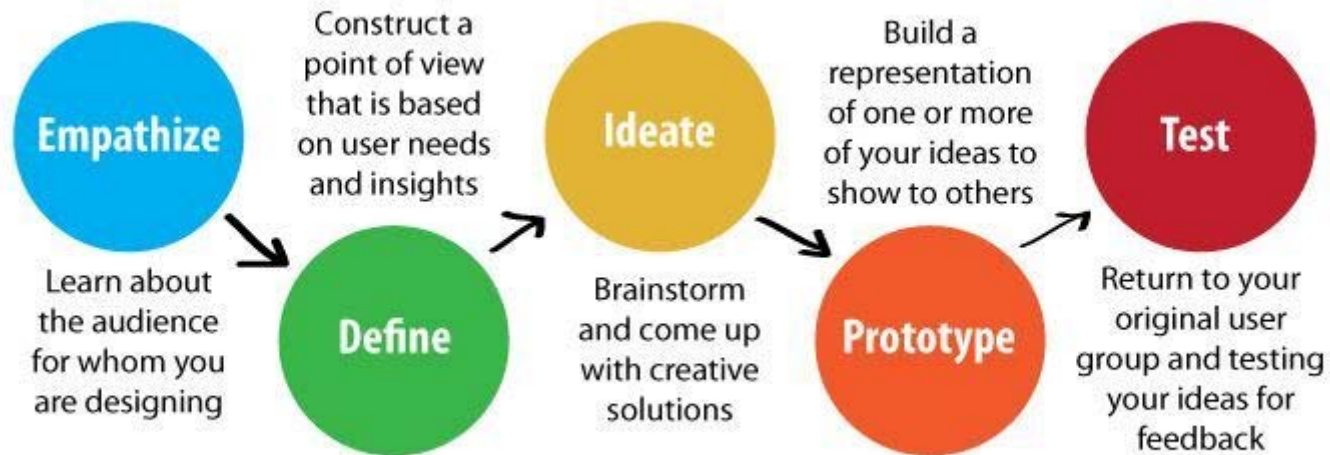 Empathize
Learn about
the audience
for whom you
are designing
Construct a
point of view
that is based
on user needs
and insights
Define
Ideate
Brainstorm
and come up
with creative
solutions
Build a
representation
of one or more
of your ideas to
show to others
Prototype
Test
Return to your
original user
group and testing
your ideas for
feedback